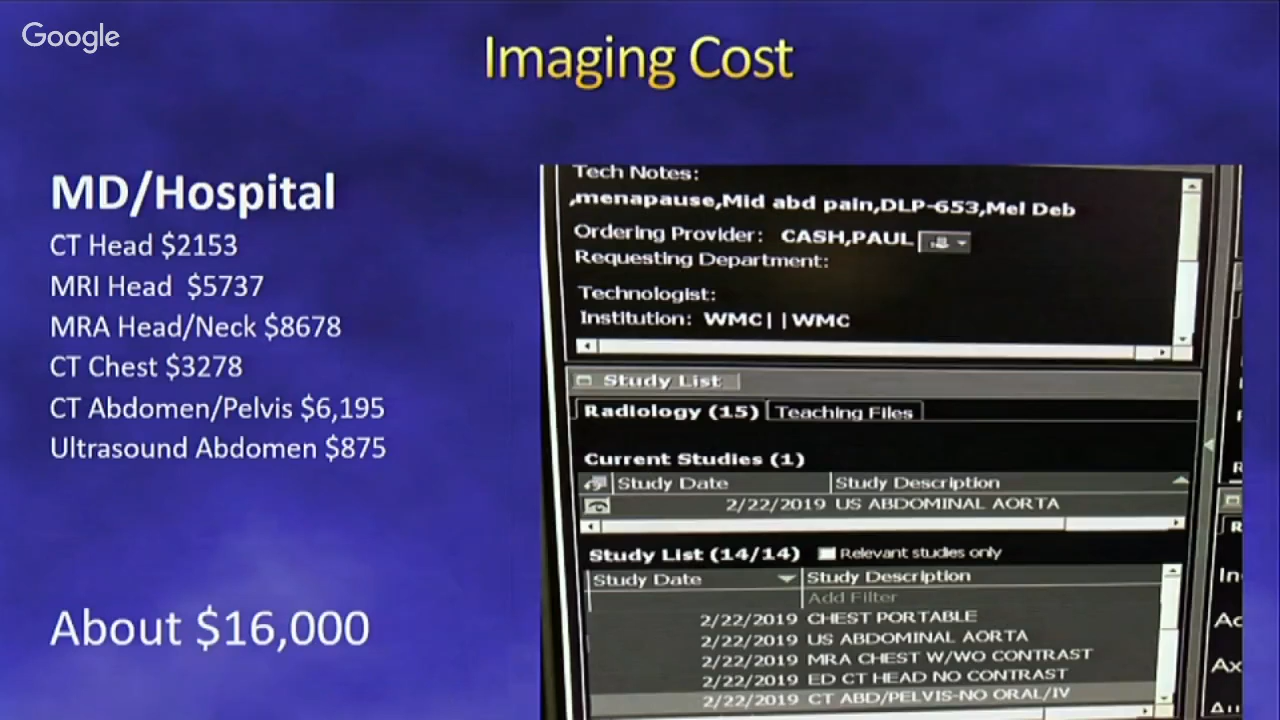 Google
Imaging Cost
MD/Hospital
CT Head $2153
MRI Head $5737
MRA Head/Neck $8678
CT Chest $3278
CT Abdomen/Pelvis $6,195
Ultrasound Abdomen $875
About $16,000
Tech Notes:
,menapause,Mid abd pain,DLP-653,Mel Deb
Ordering Provider: CASH,PAUL
Requesting Department:
Technologist:
Institution: WMC| |WMC
Study List
Radiology (15) Teaching Files
Current Studies (1)
Study Date Study Description
2/22/2019 US ABDOMINAL AORTA
Study List (14/14) Relevant studies only
Study Date Study Description
Add Filter
2/22/2019 CHEST PORTABLE
2/22/2019 US ABDOMINAL AORTA
2/22/2019 MRA CHEST W/WO CONTRAST
2/22/2019 ED CT HEAD NO CONTRAST
2/22/2019 CT ABD/PELVIS-NO ORAL/IV